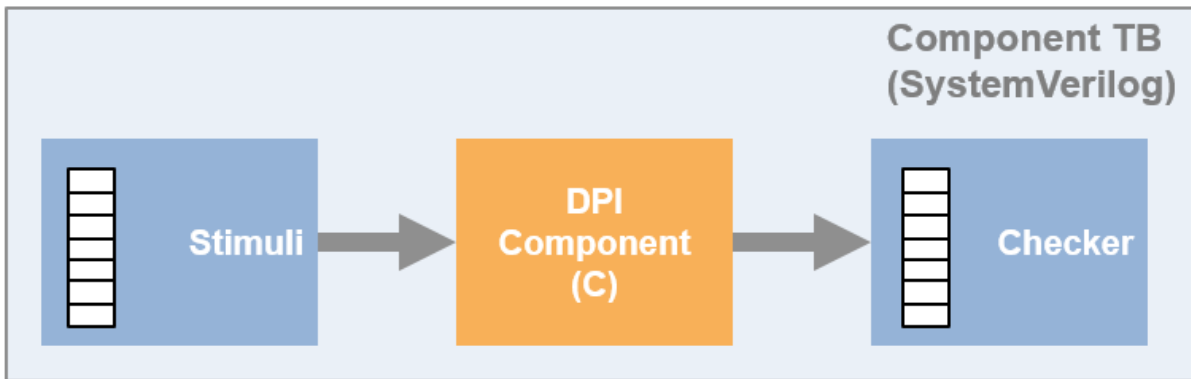 Component TB
(SystemVerilog)
Stimuli
DPI
Component
(C)
Checker